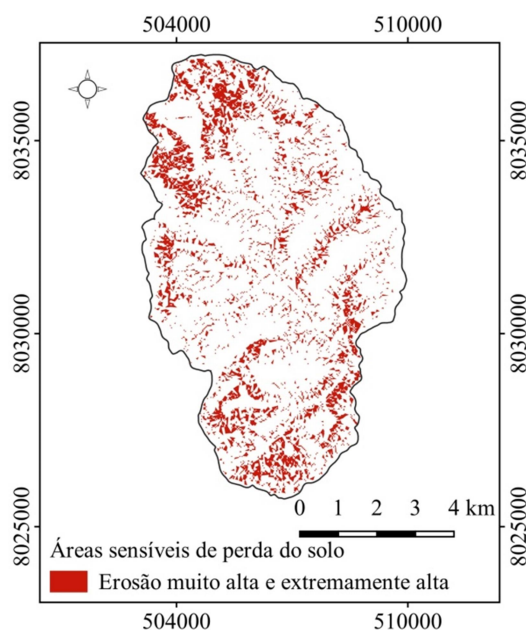 504000 510000
8035000 8035000
8030000 8030000
8025000 8025000
0 1 2 3 4 km
Áreas sensíveis de perda do solo
Erosão muito alta e extremamente alta
504000 510000